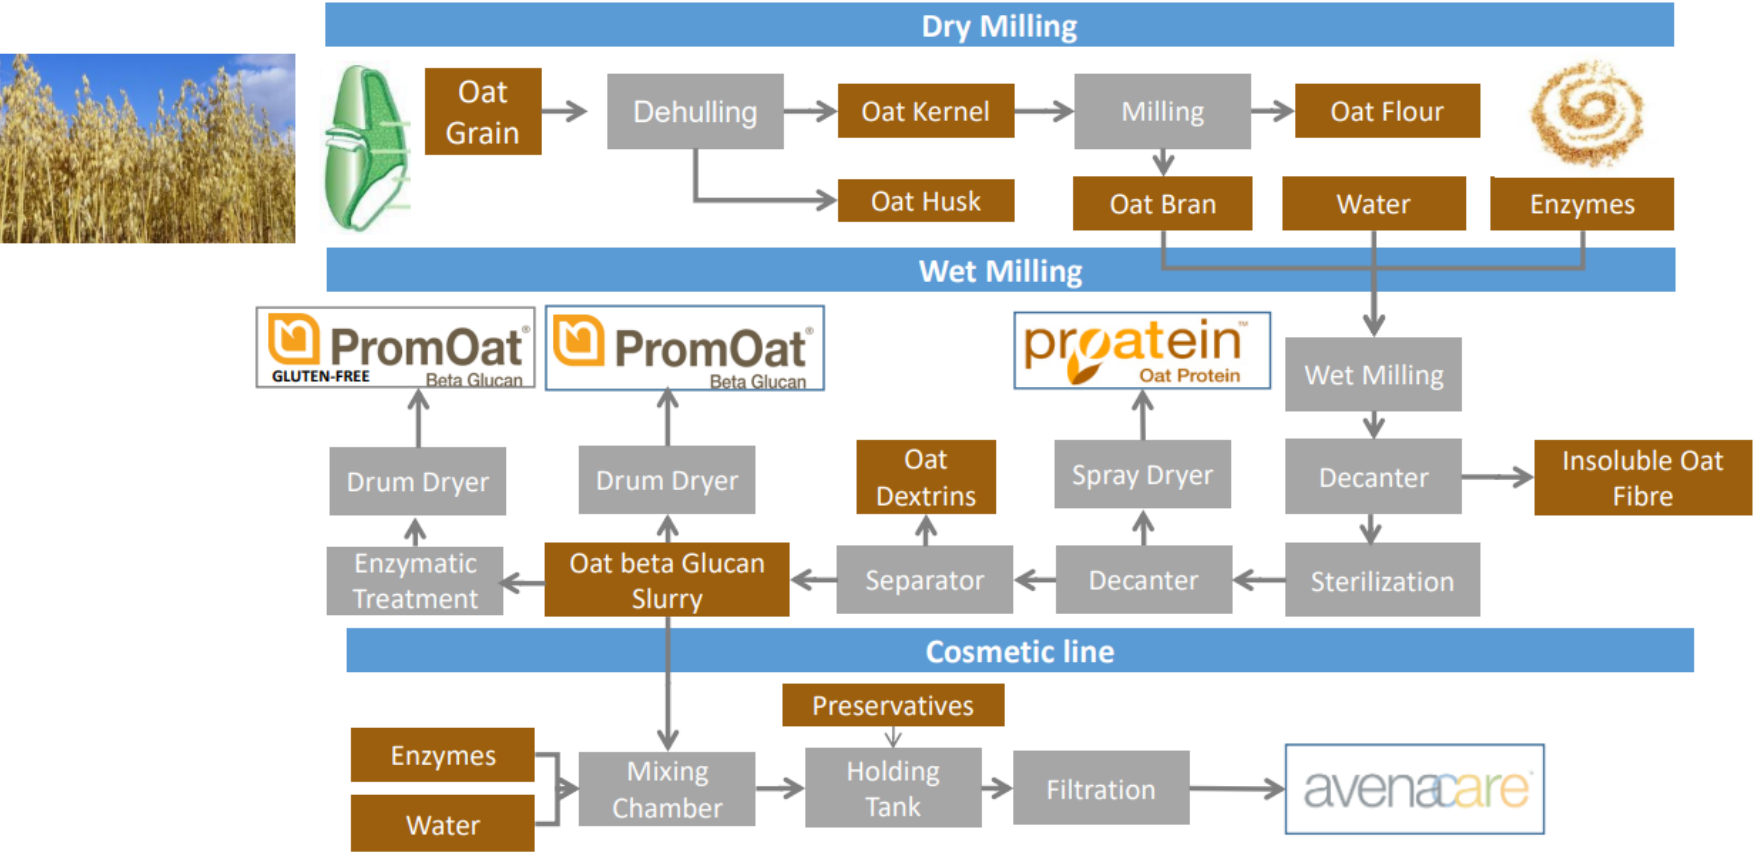 Dry Milling
Oat
Grain
Dehulling
Oat Kernel
Milling
Oat Flour
Oat Husk
Oat Bran
Water
Enzymes
Wet Milling
PromOat®
GLUTEN-FREE
Beta Glucan
PromOat®
Beta Glucan
proatein™
Oat Protein
Wet Milling
Drum Dryer
Drum Dryer
Oat
Dextrins
Spray Dryer
Decanter
Insoluble Oat
Fibre
Enzymatic
Treatment
Oat beta Glucan
Slurry
Separator
Decanter
Sterilization
Cosmetic line
Preservatives
Enzymes
Water
Mixing
Chamber
Holding
Tank
Filtration
avenacare™